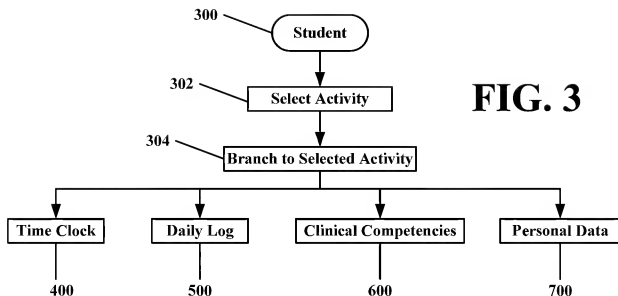 300
Student
302
Select Activity
FIG. 3
304
Branch to Selected Activity
Time Clock
Daily Log
Clinical Competencies
Personal Data
400
500
600
700